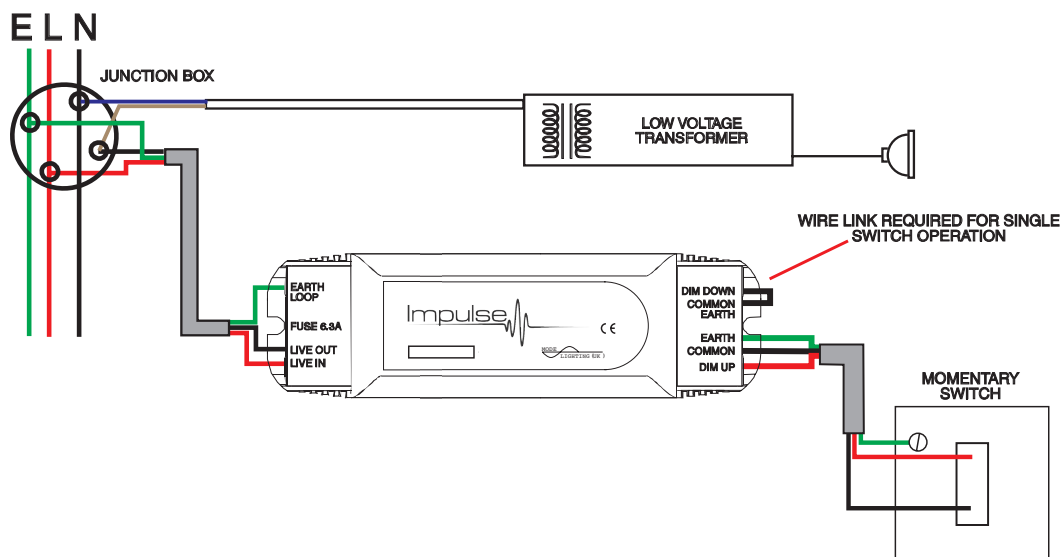 E L N
JUNCTION BOX
LOW VOLTAGE
TRANSFORMER
WIRE LINK REQUIRED FOR SINGLE
SWITCH OPERATION
EARTH
LOOP
FUSE 6.3A
LIVE OUT
LIVE IN
Impulse
CE
MODE
LIGHTING (UK)
DIM DOWN
COMMON
EARTH
EARTH
COMMON
DIM UP
MOMENTARY
SWITCH